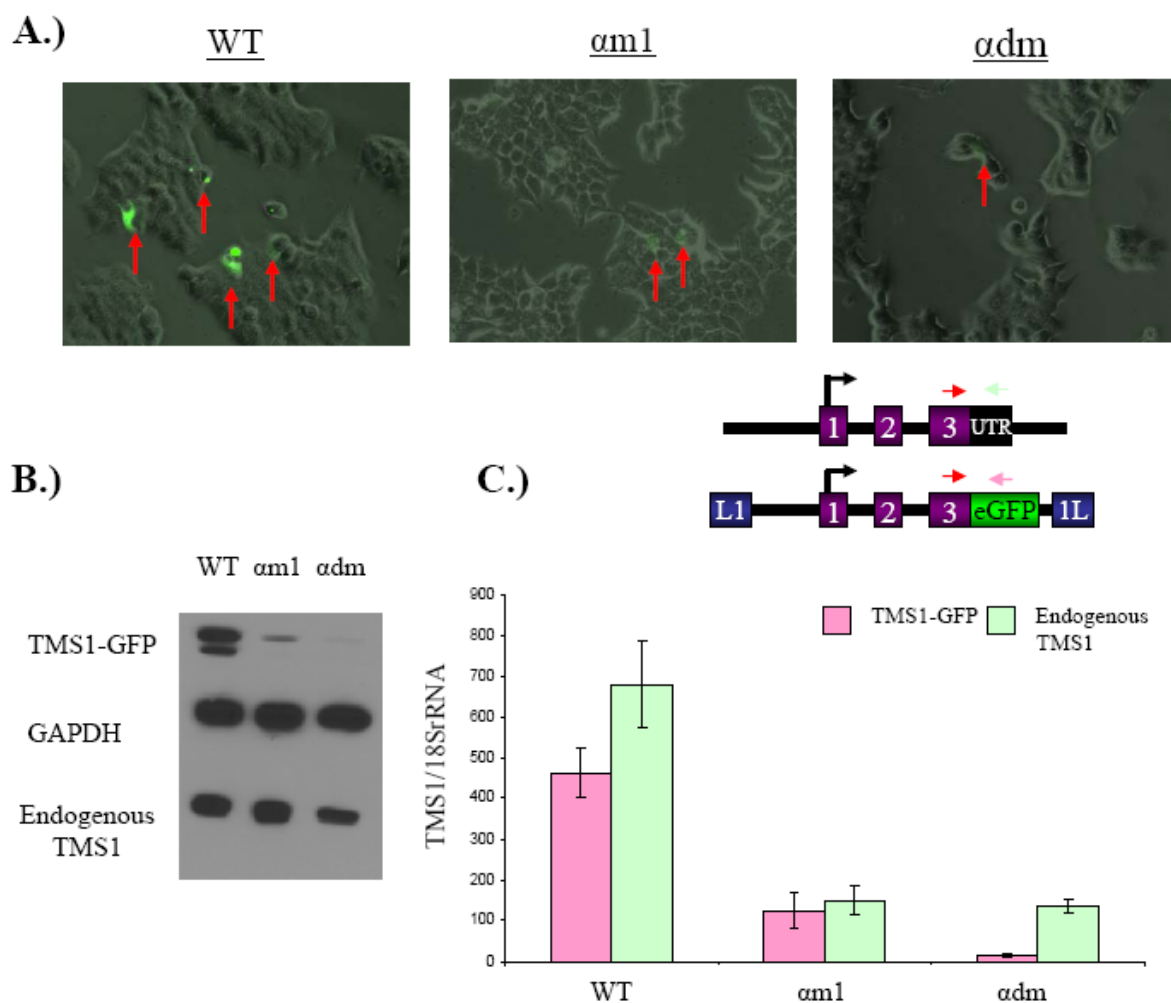 A.)
WT
αm1
αdm
1 2 3 UTR
B.)
C.)
L1 1 2 3 eGFP 1L
WT αm1 αdm
TMS1-GFP
GAPDH
Endogenous
TMS1
TMS1/18SrRNA
900
800
700
600
500
400
300
200
100
0
TMS1-GFP
Endogenous
TMS1
WT
αm1
αdm